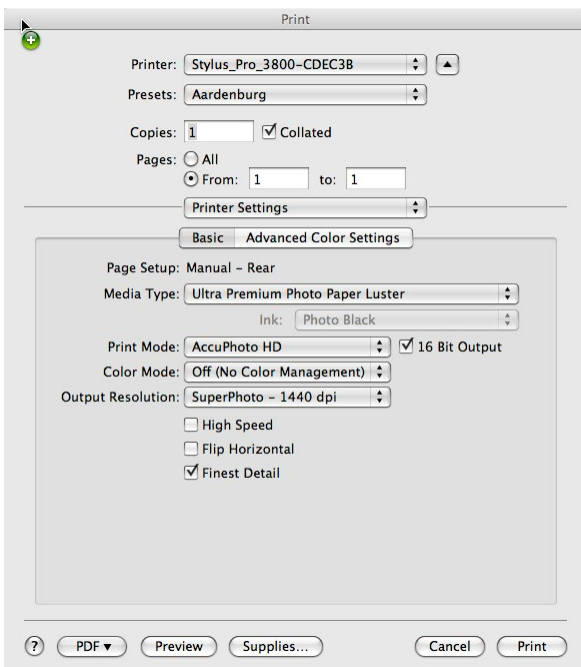 Print
Printer: Stylus_Pro_3800-CDEC3B
Presets: Aardenburg
Copies: 1 Collated
Pages: All
From: 1 to: 1
Printer Settings
Basic Advanced Color Settings
Page Setup: Manual - Rear
Media Type: Ultra Premium Photo Paper Luster
Ink: Photo Black
Print Mode: AccuPhoto HD 16 Bit Output
Color Mode: Off (No Color Management)
Output Resolution: SuperPhoto - 1440 dpi
High Speed
Flip Horizontal
Finest Detail
? PDF Preview Supplies... Cancel Print